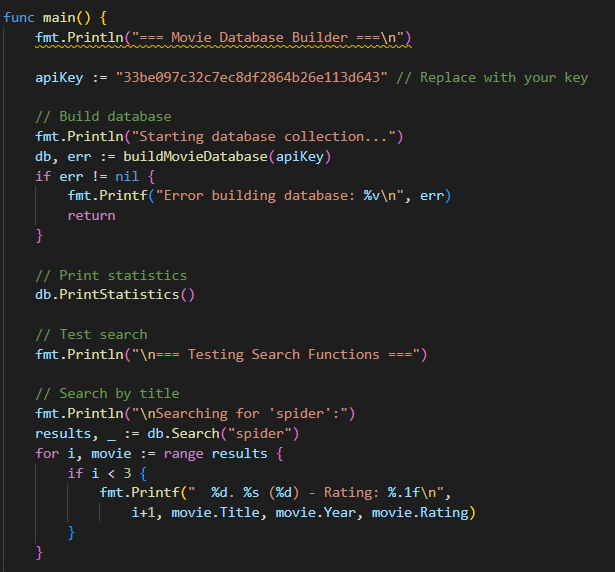 func main() {
    fmt.Println("=== Movie Database Builder ===\n")

    apiKey := "33be097c32c7ec8df2864b26e113d643" // Replace with your key

    // Build database
    fmt.Println("Starting database collection...")
    db, err := buildMovieDatabase(apiKey)
    if err != nil {
        fmt.Printf("Error building database: %v\n", err)
        return
    }

    // Print statistics
    db.PrintStatistics()

    // Test search
    fmt.Println("\n=== Testing Search Functions ===")

    // Search by title
    fmt.Println("\nSearching for 'spider':")
    results, _ := db.Search("spider")
    for i, movie := range results {
        if i < 3 {
            fmt.Printf("  %d. %s (%d) - Rating: %.1f\n",
                i+1, movie.Title, movie.Year, movie.Rating)
        }
    }